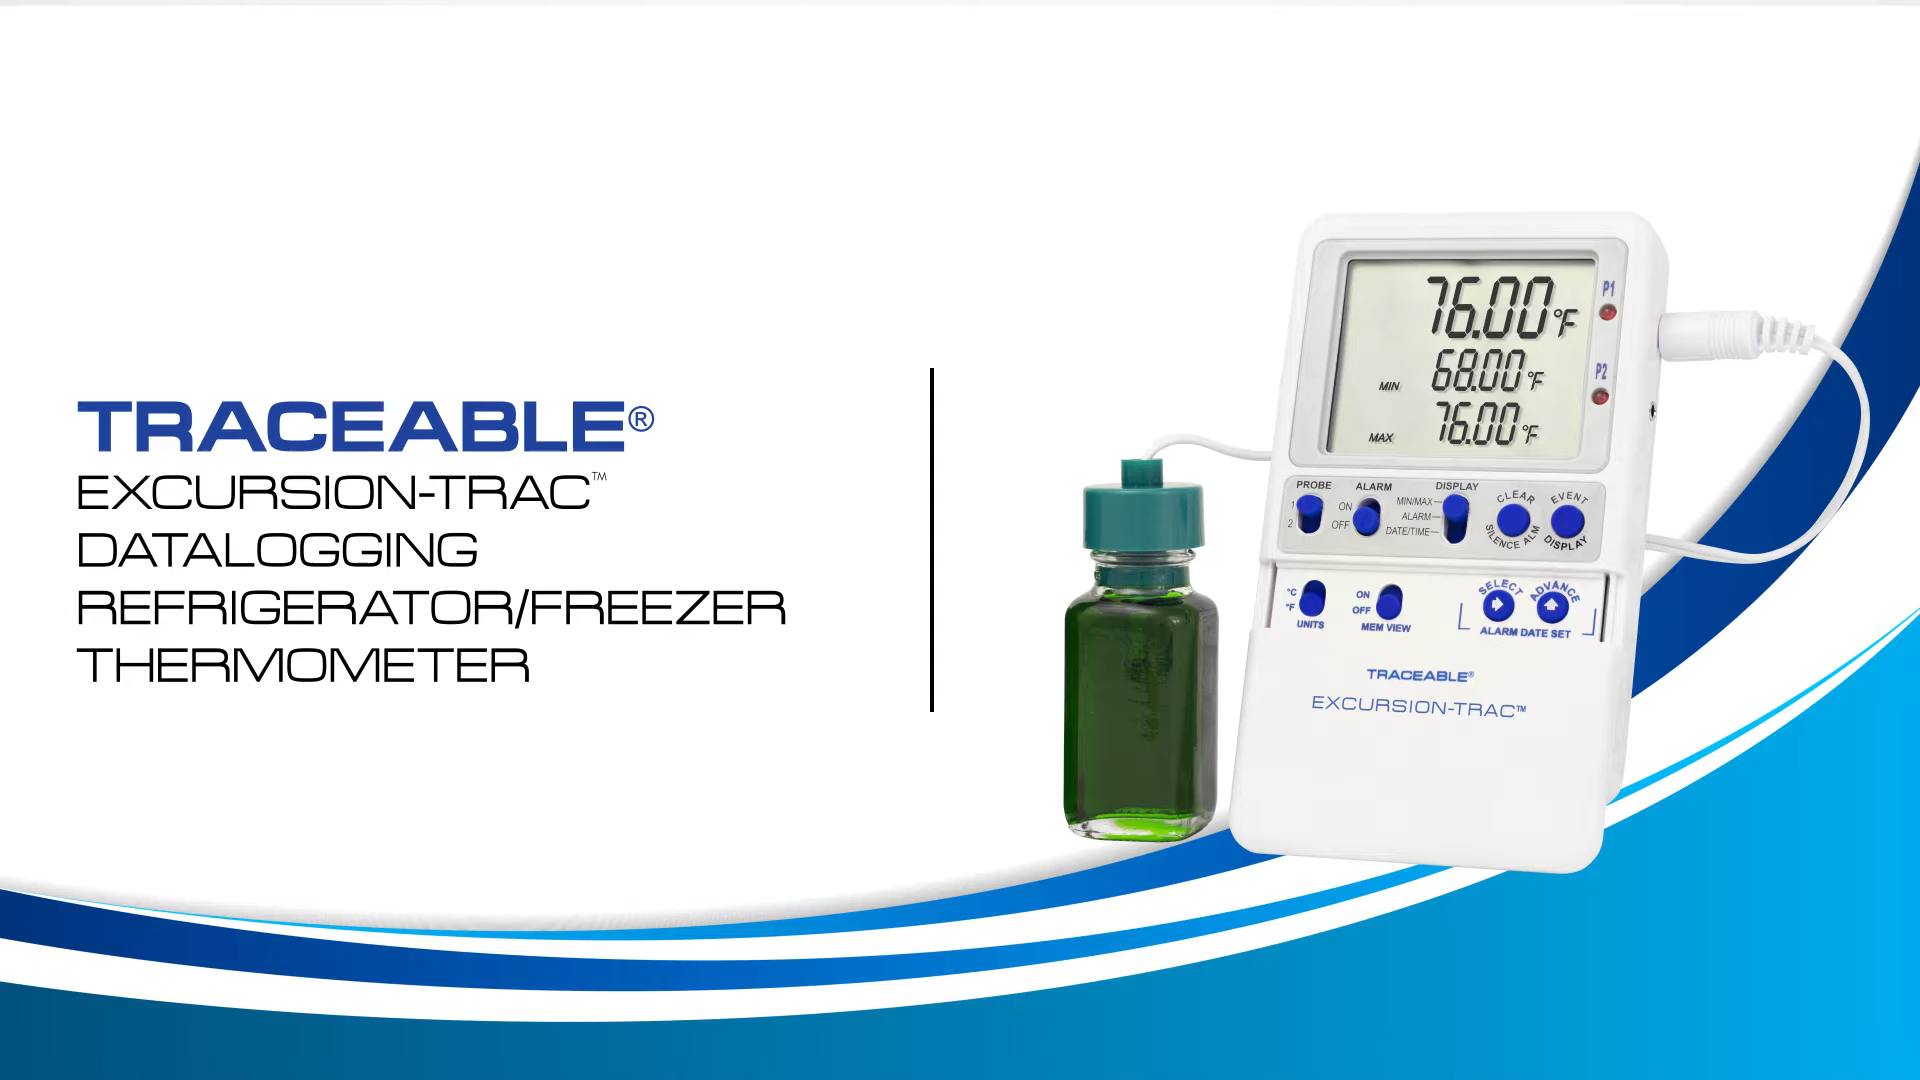 TRACEABLE®
EXCURSION-TRAC™
DATALOGGING
REFRIGERATOR/FREEZER
THERMOMETER
76.00 °F
MIN 68.00 °F
MAX 76.00 °F
P1
P2
PROBE
1
2
ALARM
ON
OFF
DISPLAY
MIN/MAX
ALARM
DATE/TIME
CLEAR
SILENCE ALM
EVENT
DISPLAY
°C
°F
UNITS
ON
OFF
MEM VIEW
SELECT
ADVANCE
ALARM DATE SET
TRACEABLE®
EXCURSION-TRAC™